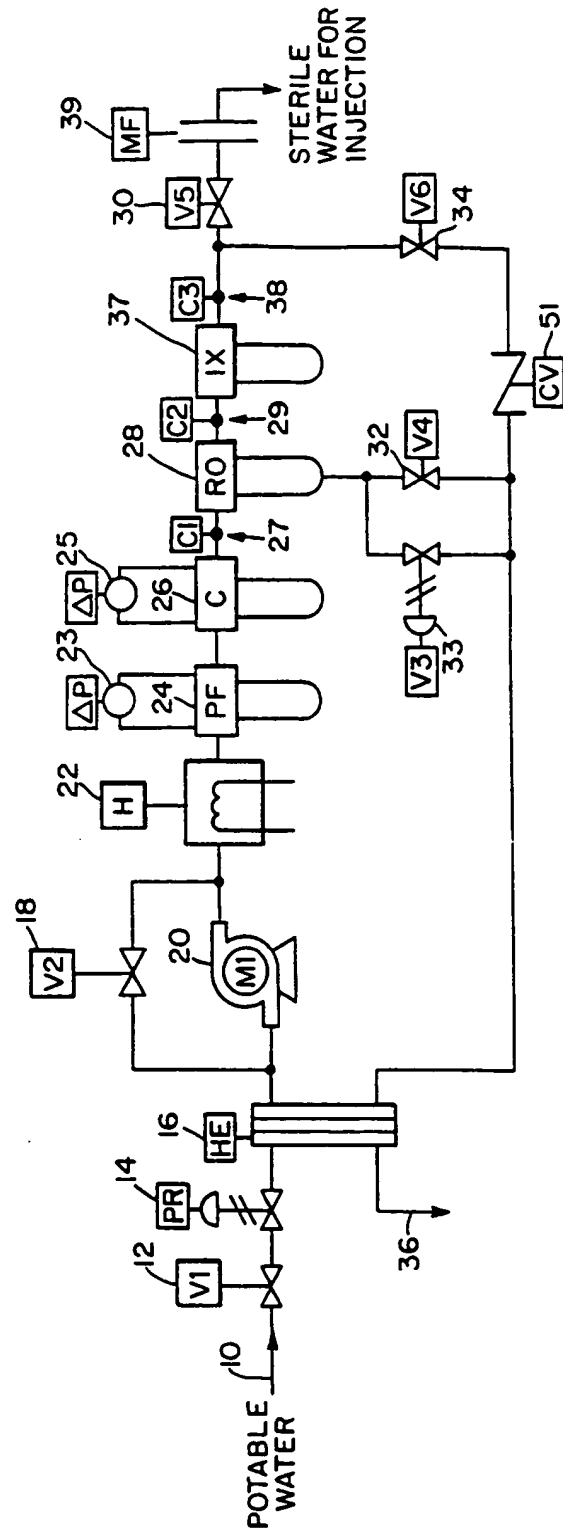 POTABLE
WATER
10
V1
12
PR
14
HE
16
36
V2
18
M1
20
H
22
ΔP
23
PF
24
ΔP
25
C
26
C1
27
RO
28
C2
29
IX
37
C3
38
V5
30
MF
39
STERILE
WATER FOR
INJECTION
V6
34
CV
51
V4
32
V3
33